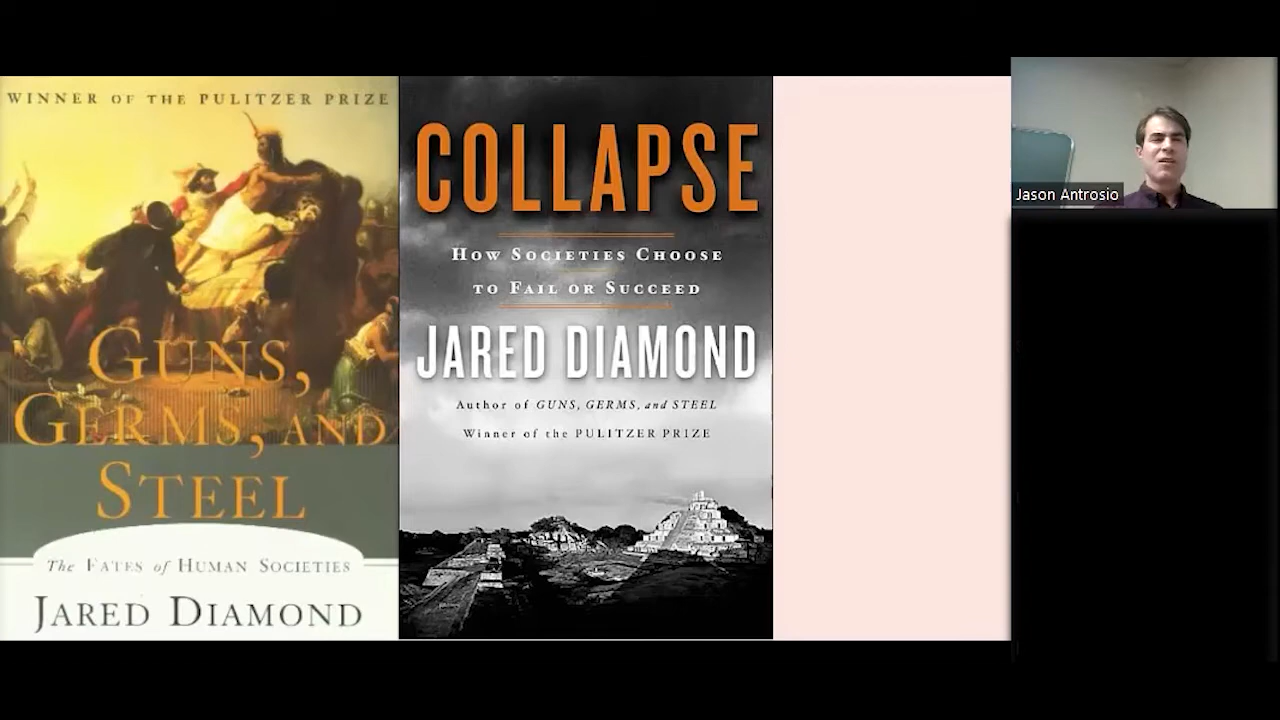 WINNER OF THE PULITZER PRIZE
GUNS,
GERMS, AND
STEEL
The FATES of HUMAN SOCIETIES
JARED DIAMOND
COLLAPSE
HOW SOCIETIES CHOOSE
TO FAIL OR SUCCEED
JARED DIAMOND
Author of GUNS, GERMS, and STEEL
Winner of the PULITZER PRIZE
Jason Antrosio